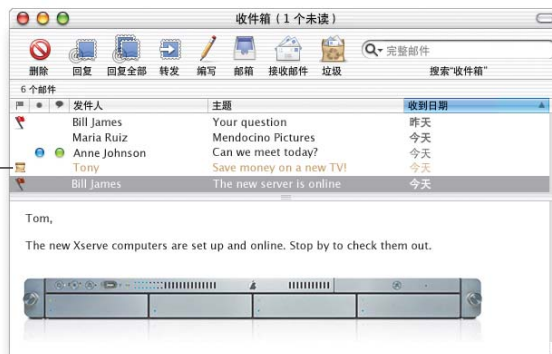 收件箱（1 个未读）
删除 回复 回复全部 转发 编写 邮箱 接收邮件 垃圾 完整邮件
搜索“收件箱”
6 个邮件
发件人 主题 收到日期
Bill James Your question 昨天
Maria Ruiz Mendocino Pictures 今天
Anne Johnson Can we meet today? 今天
Tony Save money on a new TV! 今天
Bill James The new server is online 今天
Tom,
The new Xserve computers are set up and online. Stop by to check them out.